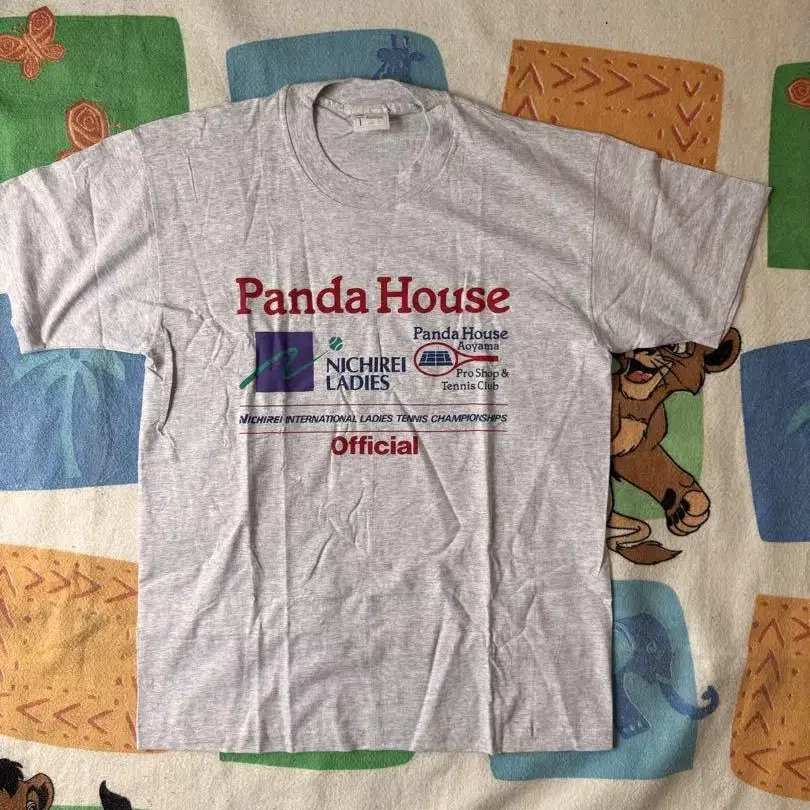 Panda House
NICHIREI
LADIES
Panda House
Aoyama
Pro Shop &
Tennis Club
NICHIREI INTERNATIONAL LADIES TENNIS CHAMPIONSHIPS
Official